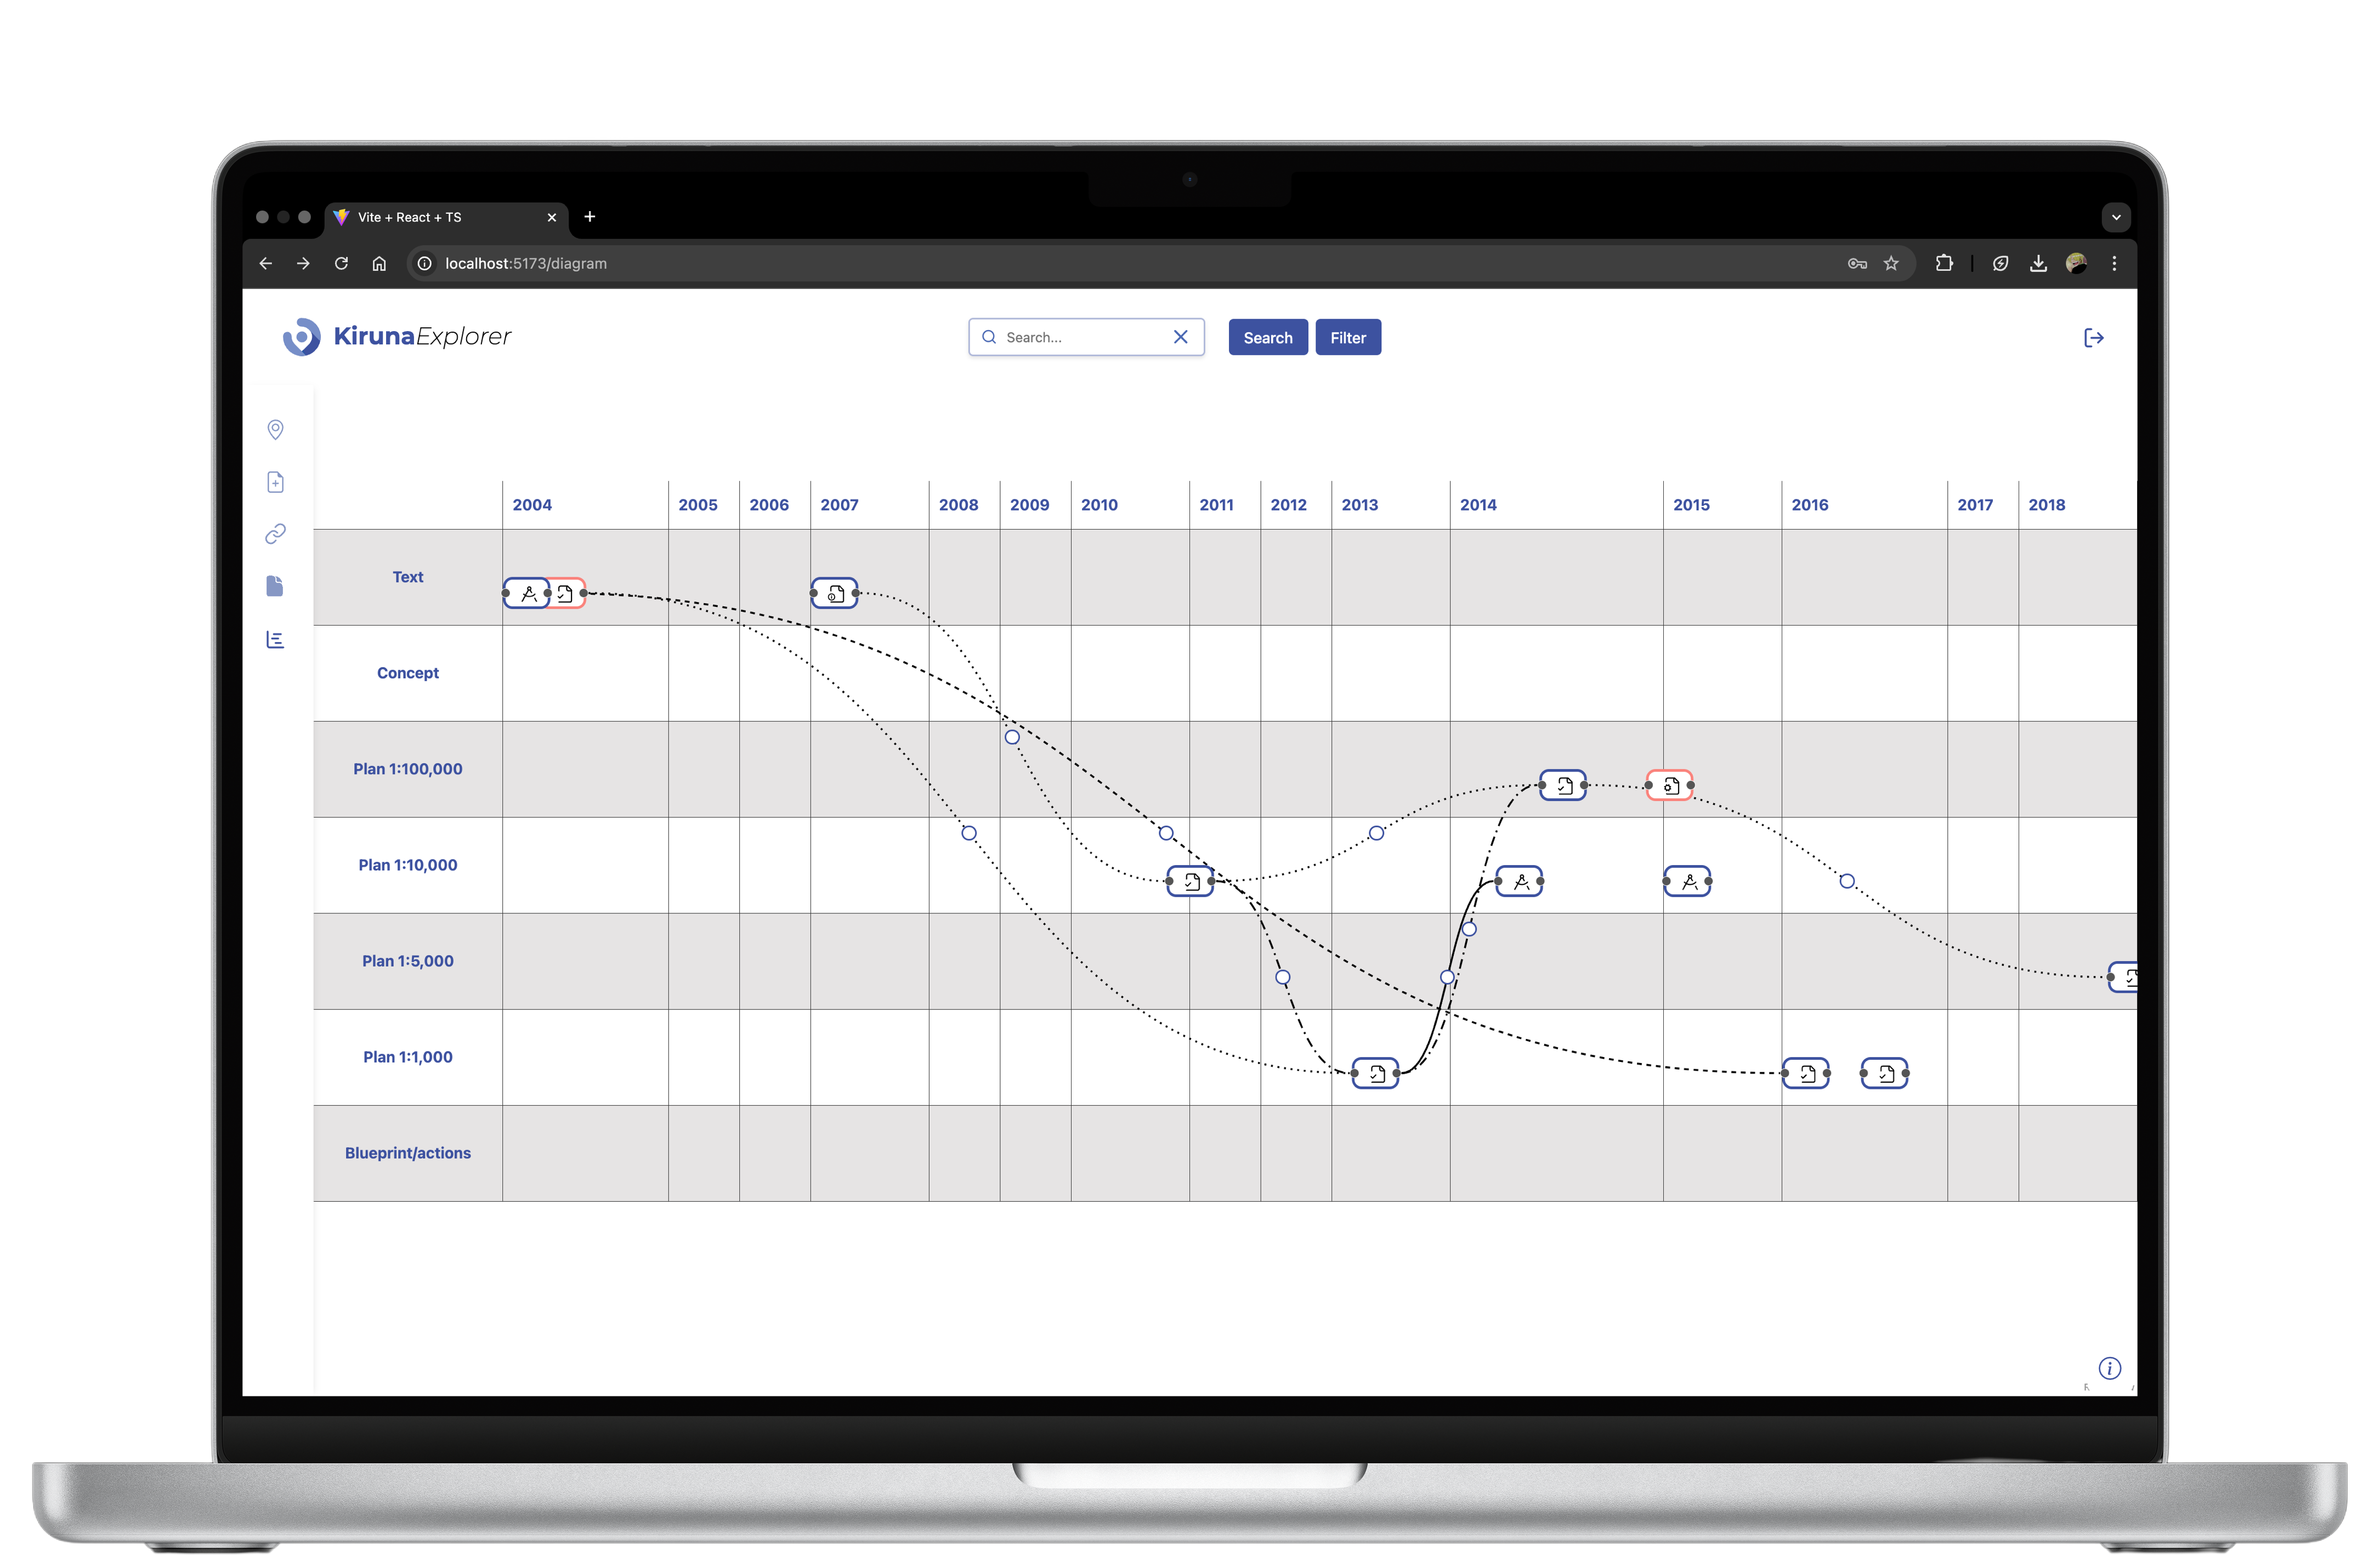 Vite + React + TS
localhost:5173/diagram
KirunaExplorer
Search...
Search
Filter
2004 2005 2006 2007 2008 2009 2010 2011 2012 2013 2014 2015 2016 2017 2018
Text
Concept
Plan 1:100,000
Plan 1:10,000
Plan 1:5,000
Plan 1:1,000
Blueprint/actions